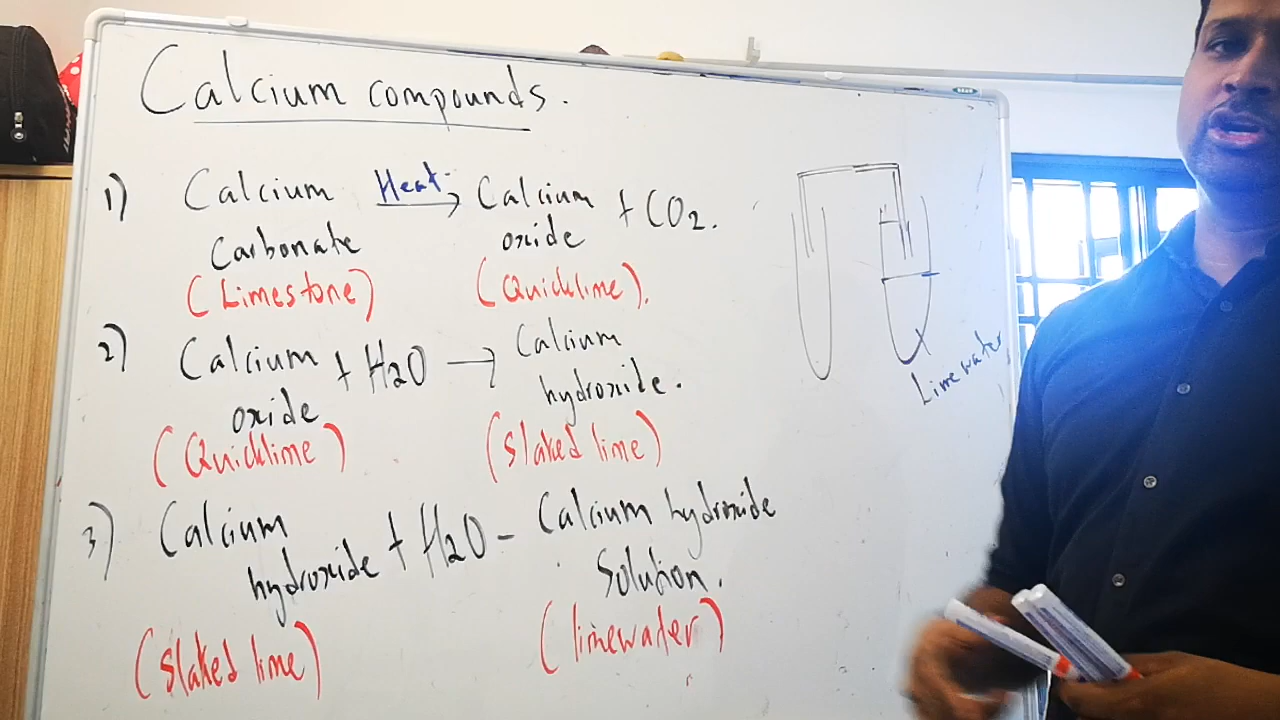 Calcium compounds.
1) Calcium Heat → Calcium + CO2.
Carbonate oxide
(Limestone) (Quicklime).
2) Calcium + H2O → Calcium
oxide hydroxide.
(Quicklime) (Slaked lime)
3) Calcium hydroxide + H2O - Calcium hydroxide
Solution.
(Slaked lime) (limewater)
Limewater